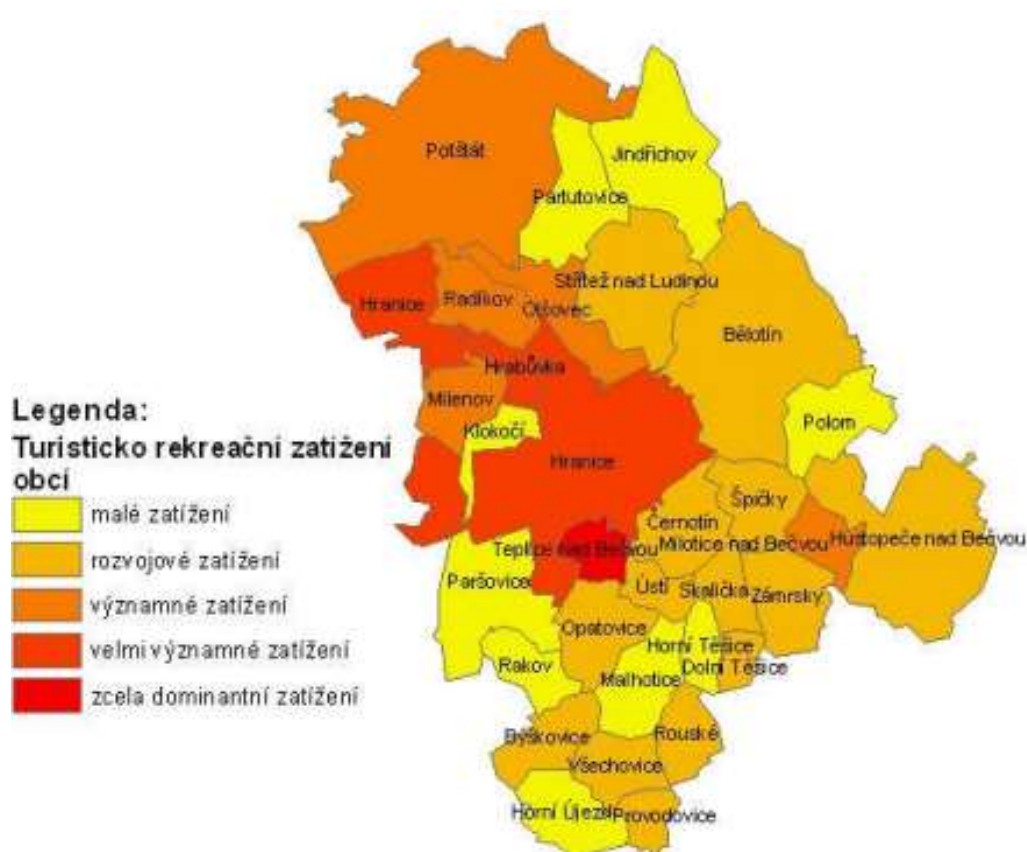 Potštát
Jindřichov
Partutovice
Střítež nad Ludinou
Hranice
Radíkov
Olšovec
Bělotín
Hrabůvka
Milenov
Klokočí
Polom
Hranice
Špičky
Černotín
Hustopeče nad Bečvou
Teplice nad Bečvou
Milotice nad Bečvou
Paršovice
Ústí
Skalička
Zámrsky
Opatovice
Horní Těšice
Rakov
Dolní Těšice
Malhotice
Býškovice
Rouské
Všechovice
Horní Újezd
Provodovice
Legenda:
Turisticko rekreační zatížení
obcí
malé zatížení
rozvojové zatížení
významné zatížení
velmi významné zatížení
zcela dominantní zatížení